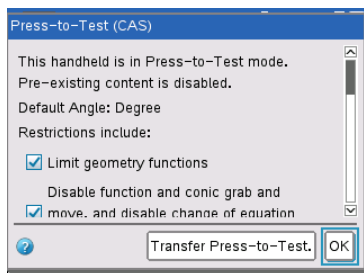 Press-to-Test (CAS)
This handheld is in Press-to-Test mode.
Pre-existing content is disabled.
Default Angle: Degree
Restrictions include:
Limit geometry functions
Disable function and conic grab and
move, and disable change of equation
?
Transfer Press-to-Test.
OK